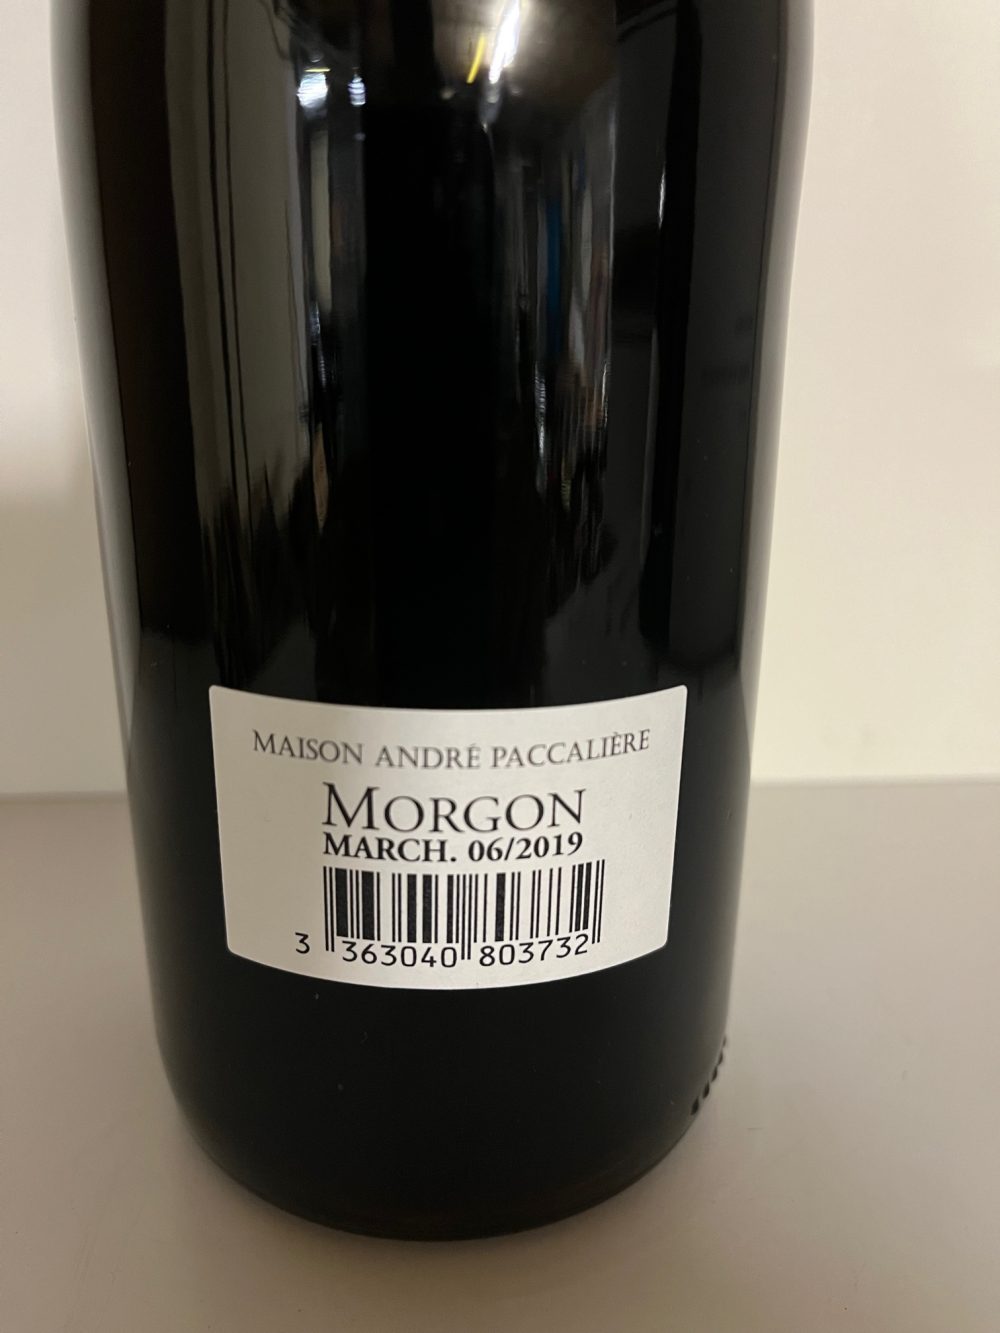 MAISON ANDRÉ PACCALIÈRE
MORGON
MARCH. 06/2019
3 363040 803732